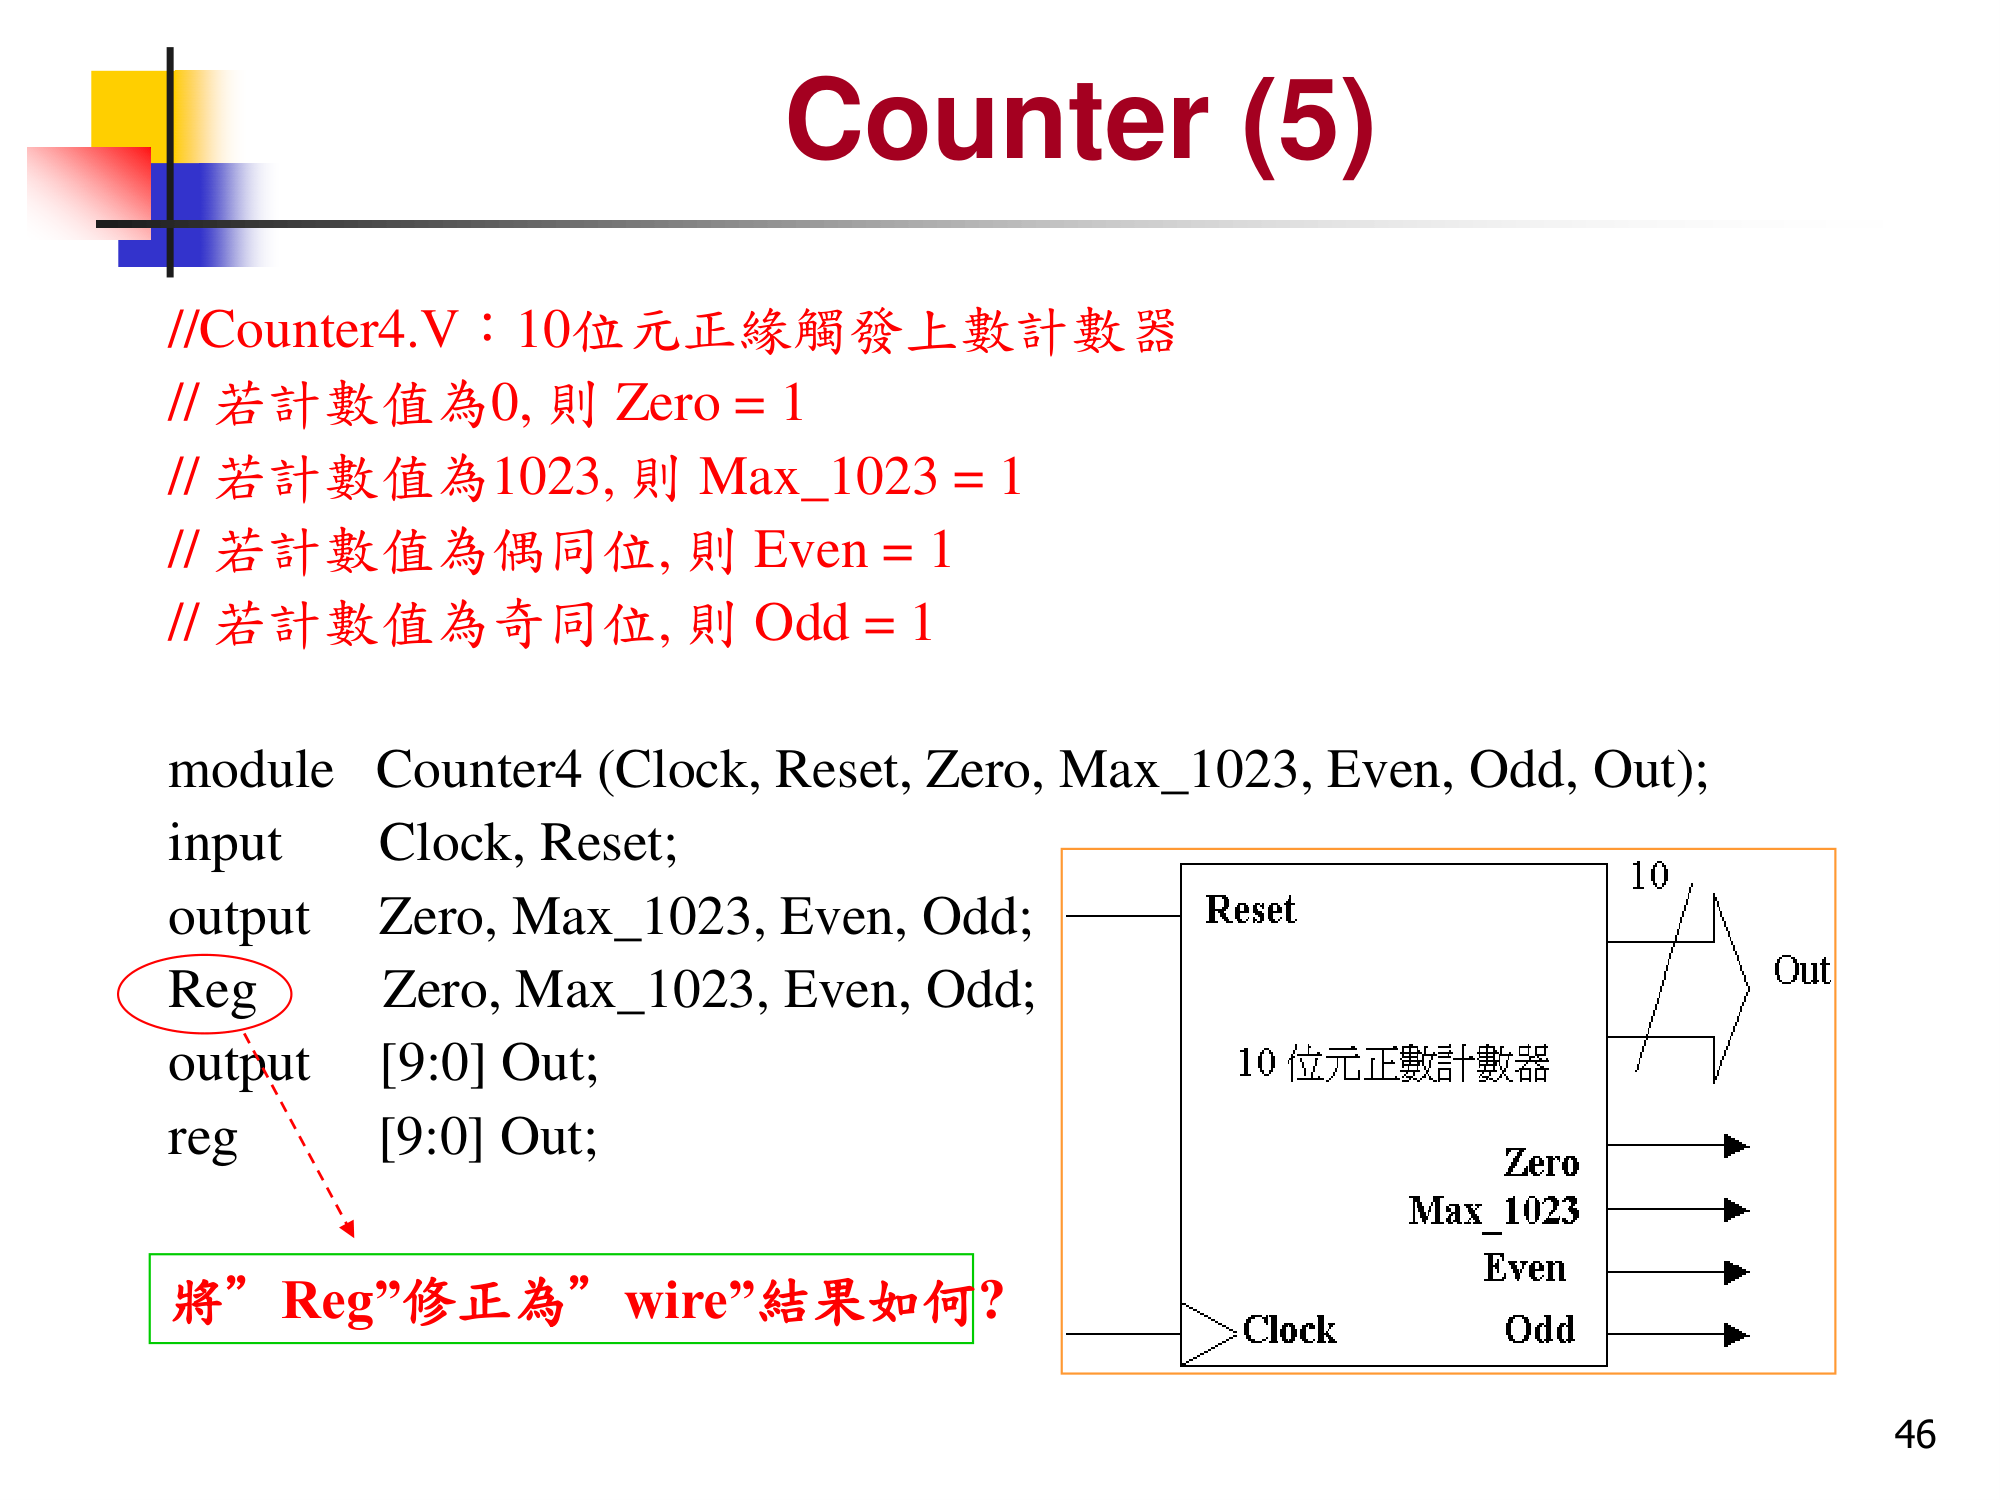 Counter (5)
//Counter4.V：10位元正緣觸發上數計數器
// 若計數值為0, 則 Zero = 1
// 若計數值為1023, 則 Max_1023 = 1
// 若計數值為偶同位, 則 Even = 1
// 若計數值為奇同位, 則 Odd = 1
module Counter4 (Clock, Reset, Zero, Max_1023, Even, Odd, Out);
input Clock, Reset;
output Zero, Max_1023, Even, Odd;
Reg Zero, Max_1023, Even, Odd;
output [9:0] Out;
reg [9:0] Out;
將”Reg”修正為”wire”結果如何?
Reset
10
Out
10 位元正數計數器
Zero
Max_1023
Even
Clock
Odd
46